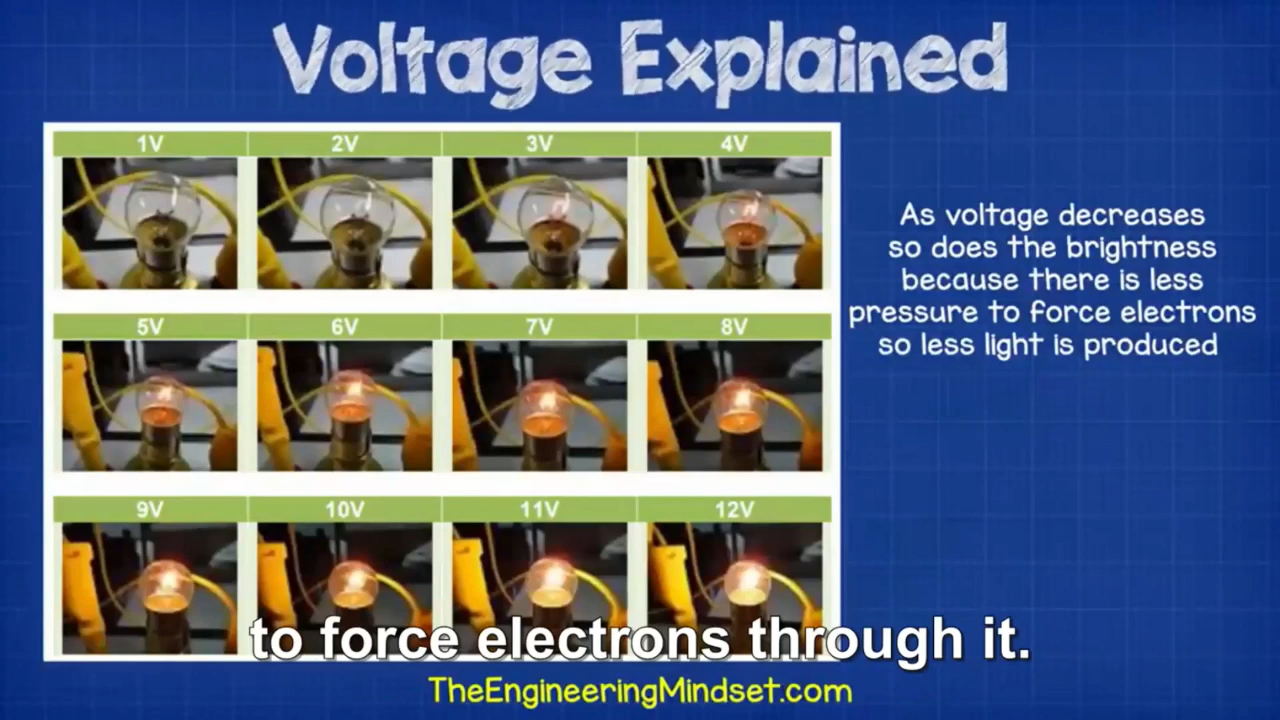 Voltage Explained
1V 2V 3V 4V
As voltage decreases
so does the brightness
because there is less
pressure to force electrons
so less light is produced
5V 6V 7V 8V
9V 10V 11V 12V
to force electrons through it.
TheEngineeringMindset.com